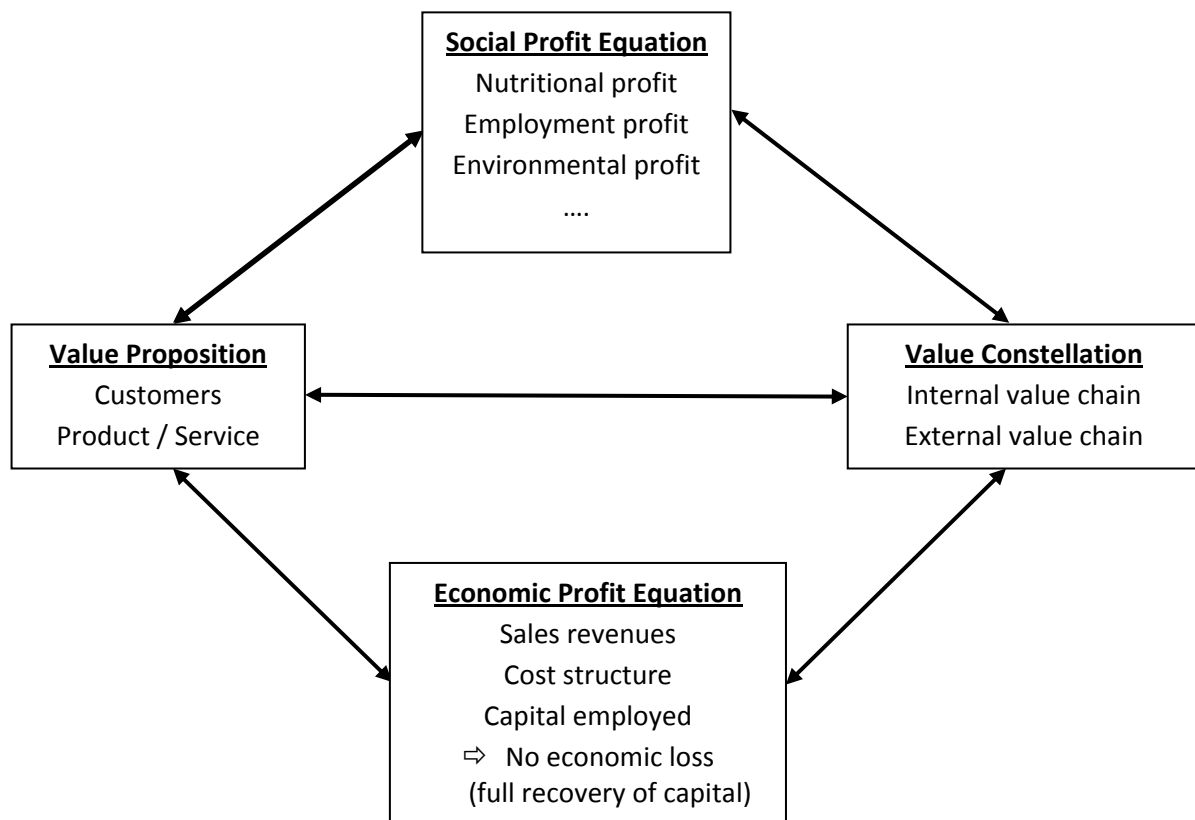 Social Profit Equation
Nutritional profit
Employment profit
Environmental profit
....
Value Proposition
Customers
Product / Service
Value Constellation
Internal value chain
External value chain
Economic Profit Equation
Sales revenues
Cost structure
Capital employed
⇨ No economic loss
(full recovery of capital)